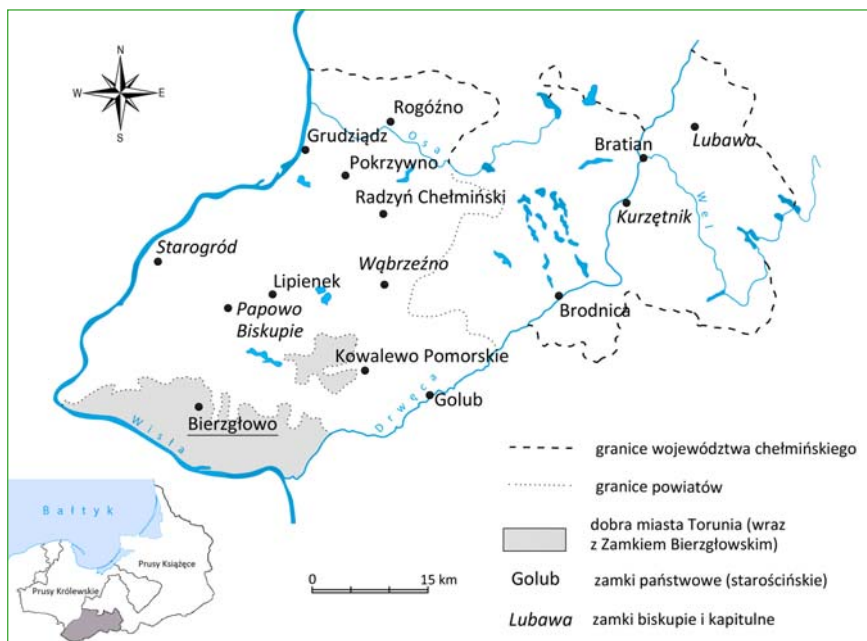 N
W
E
S
Rogóźno
Grudziądz
Osa
Pokrzywno
Radzyń Chełmiński
Bratian
Lubawa
Kurzętnik
Wel
Starogród
Wąbrzeźno
Lipienek
Papowo
Biskupie
Brodnica
Kowalewo Pomorskie
Golub
Drwęca
Bierzgłowo
Wisła
Bałtyk
Prusy Książęce
Prusy Królewskie
0
15 km
granice województwa chełmińskiego
granice powiatów
dobra miasta Torunia (wraz
z Zamkiem Bierzgłowskim)
Golub
zamki państwowe (starościńskie)
Lubawa
zamki biskupie i kapitulne